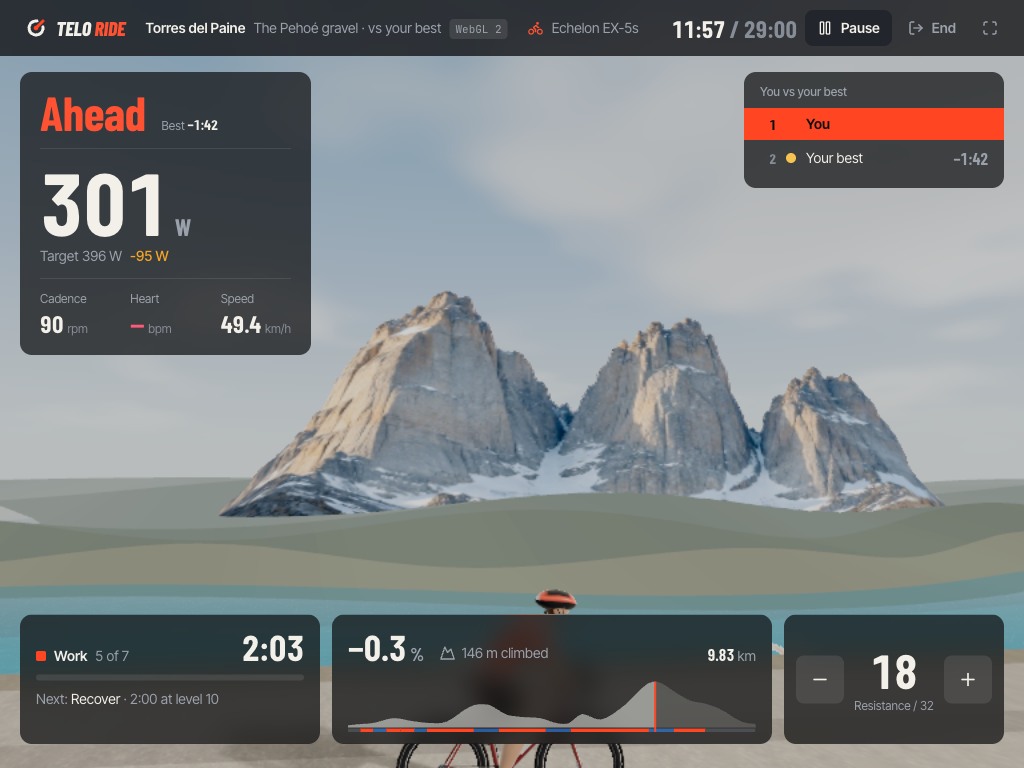 TELO RIDE Torres del Paine The Pehoé gravel · vs your best WebGL 2 Echelon EX-5s 11:57 / 29:00 Pause End
Ahead Best −1:42
301 W
Target 396 W -95 W
Cadence Heart Speed
90 rpm – bpm 49.4 km/h
You vs your best
1 You
2 Your best −1:42
Work 5 of 7 2:03
Next: Recover · 2:00 at level 10
−0.3 % 146 m climbed 9.83 km
− 18 +
Resistance / 32